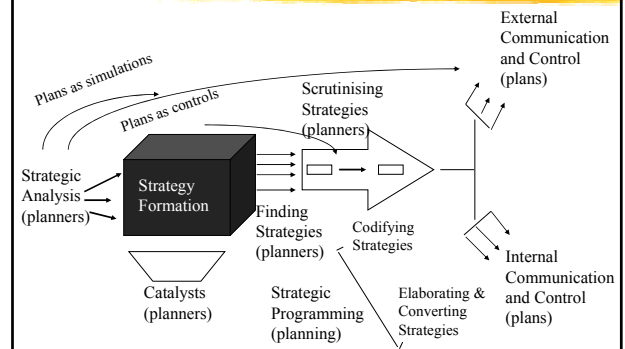 External
Communication
and Control
(plans)
Plans as simulations
Plans as controls
Scrutinising
Strategies
(planners)
Strategic
Analysis
(planners)
Strategy
Formation
Finding
Strategies
(planners)
Codifying
Strategies
Catalysts
(planners)
Strategic
Programming
(planning)
Elaborating &
Converting
Strategies
Internal
Communication
and Control
(plans)